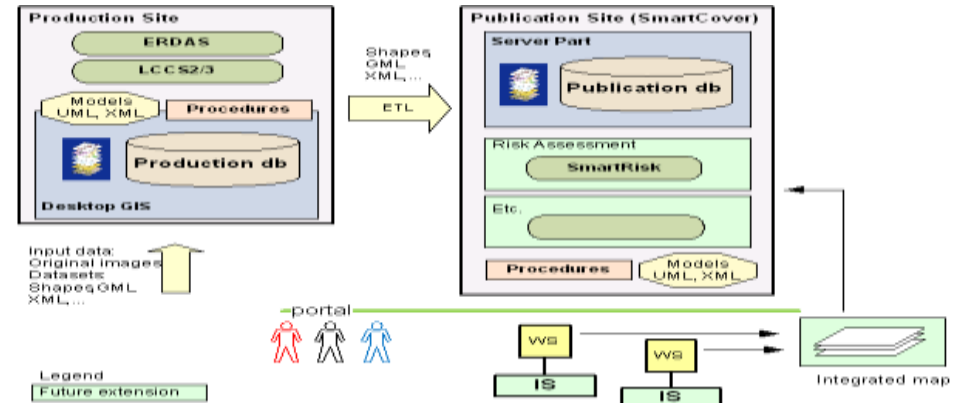 Production Site
ERDAS
LCCS2/3
Models
UML, XML
Procedures
Production db
Desktop GIS
Input data:
Original images
Datasets
Shapes, GML
XML,...
Shapes,
GML
XML,...
ETL
Publication Site (SmartCover)
Server Part
Publication db
Risk Assessment
SmartRisk
Etc.
Procedures
Models
UML, XML
portal
WS
IS
WS
IS
Integrated map
Legend
Future extension